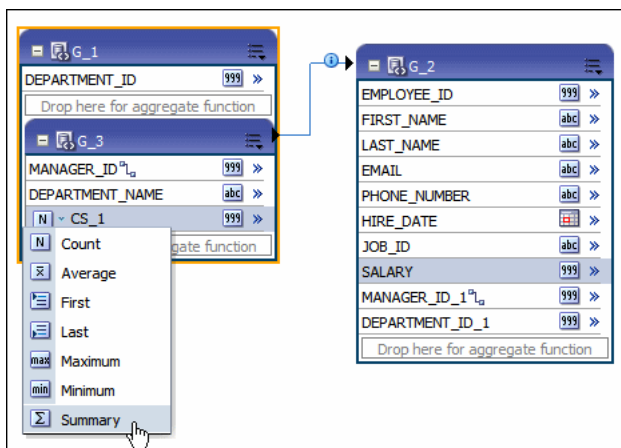 G_1
DEPARTMENT_ID 999
Drop here for aggregate function
G_3
MANAGER_ID 999
DEPARTMENT_NAME abc
N CS_1 999
gate function
N Count
x̅ Average
First
Last
max Maximum
min Minimum
Σ Summary
i
G_2
EMPLOYEE_ID 999
FIRST_NAME abc
LAST_NAME abc
EMAIL abc
PHONE_NUMBER abc
HIRE_DATE
JOB_ID abc
SALARY 999
MANAGER_ID_1 999
DEPARTMENT_ID_1 999
Drop here for aggregate function